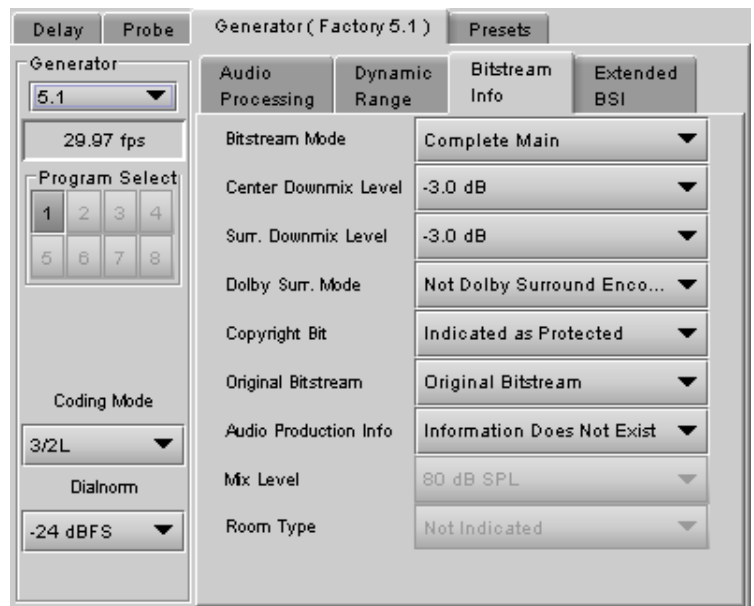 Delay Probe Generator ( Factory 5.1 ) Presets
Generator
5.1
29.97 fps
Program Select
1 2 3 4
5 6 7 8
Coding Mode
3/2L
Dialnorm
-24 dBFS
Audio Processing
Dynamic Range
Bitstream Info
Extended BSI
Bitstream Mode Complete Main
Center Downmix Level -3.0 dB
Surr. Downmix Level -3.0 dB
Dolby Surr. Mode Not Dolby Surround Enco...
Copyright Bit Indicated as Protected
Original Bitstream Original Bitstream
Audio Production Info Information Does Not Exist
Mix Level 80 dB SPL
Room Type Not Indicated